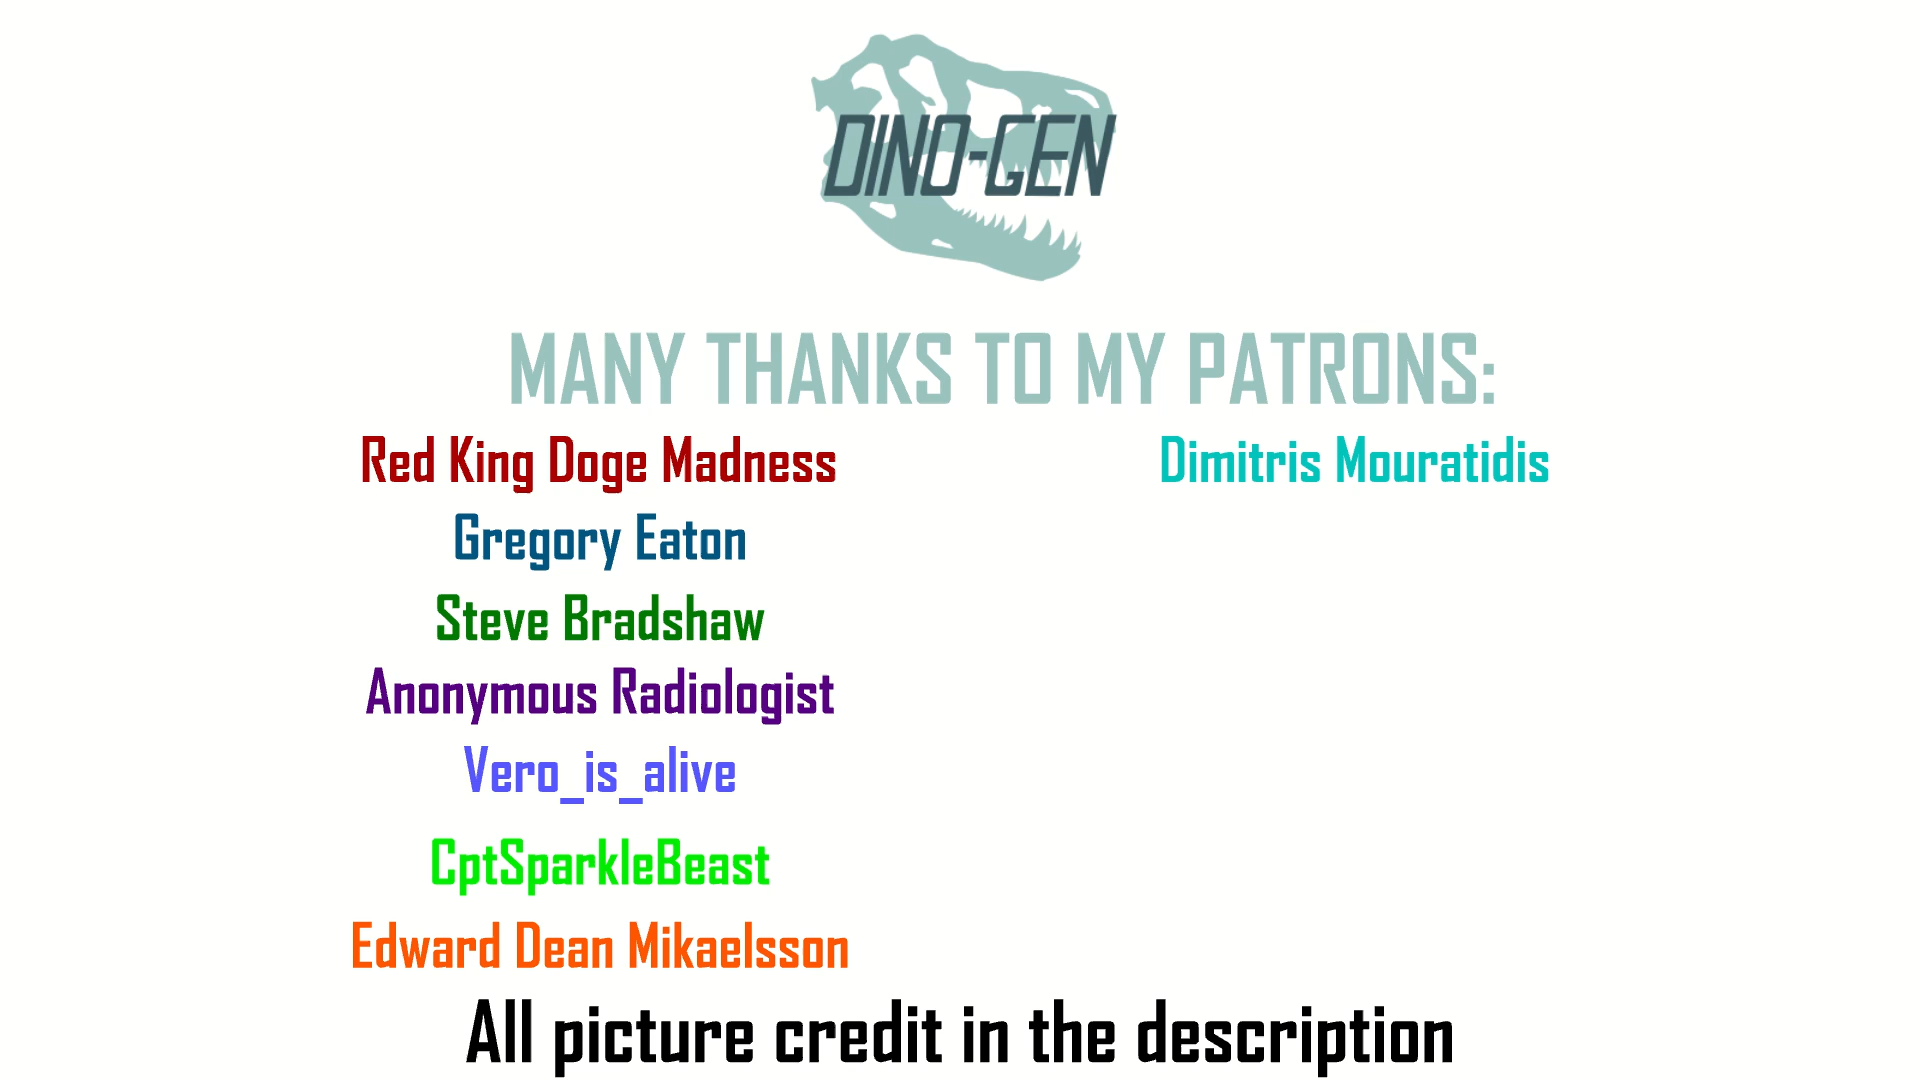 DINO-GEN
MANY THANKS TO MY PATRONS:
Red King Doge Madness
Gregory Eaton
Steve Bradshaw
Anonymous Radiologist
Vero_is_alive
CptSparkleBeast
Edward Dean Mikaelsson
Dimitris Mouratidis
All picture credit in the description